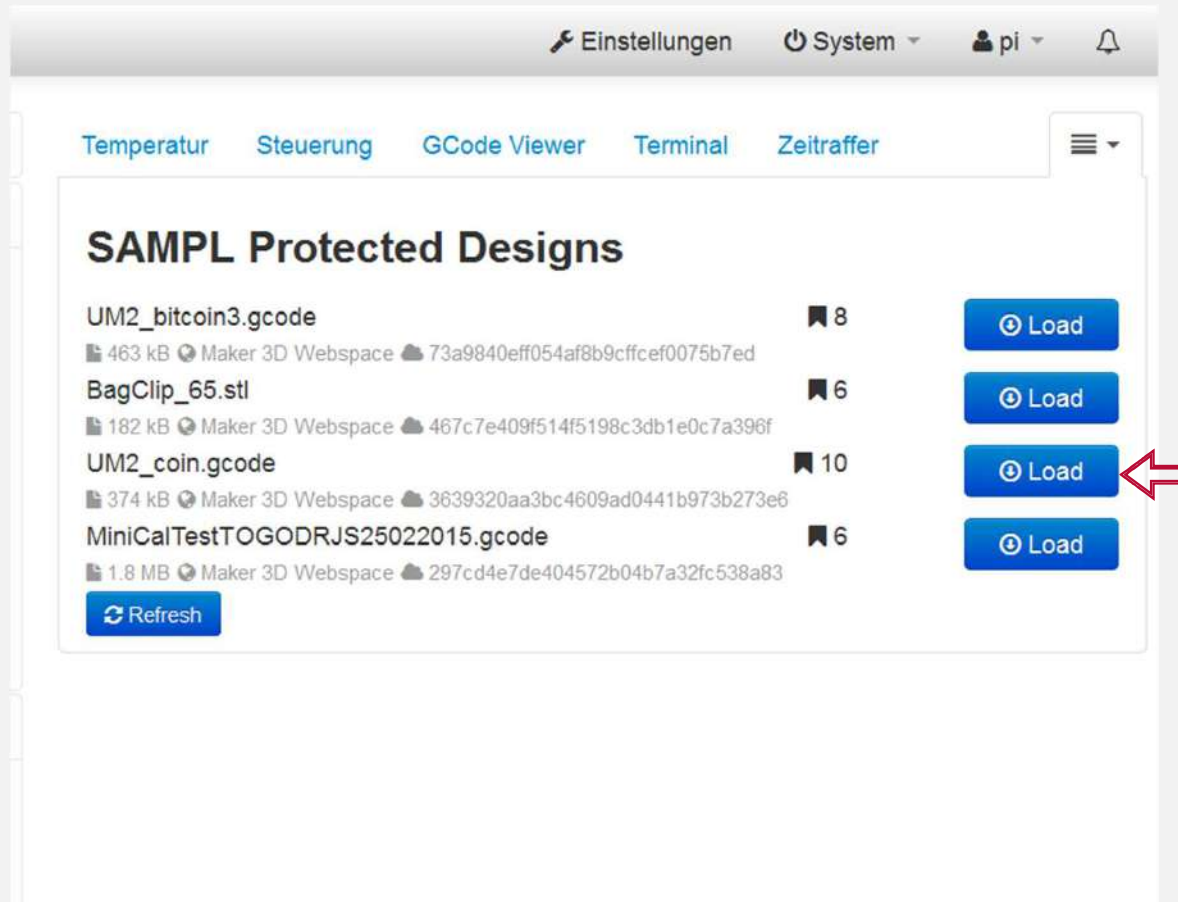 Einstellungen System pi
Temperatur Steuerung GCode Viewer Terminal Zeitraffer
SAMPL Protected Designs
UM2_bitcoin3.gcode 8 Load
463 kB Maker 3D Webspace 73a9840eff054af8b9cffcef0075b7ed
BagClip_65.stl 6 Load
182 kB Maker 3D Webspace 467c7e409f514f5198c3db1e0c7a396f
UM2_coin.gcode 10 Load
374 kB Maker 3D Webspace 3639320aa3bc4609ad0441b973b273e6
MiniCalTestTOGODRJS25022015.gcode 6 Load
1.8 MB Maker 3D Webspace 297cd4e7de404572b04b7a32fc538a83
Refresh